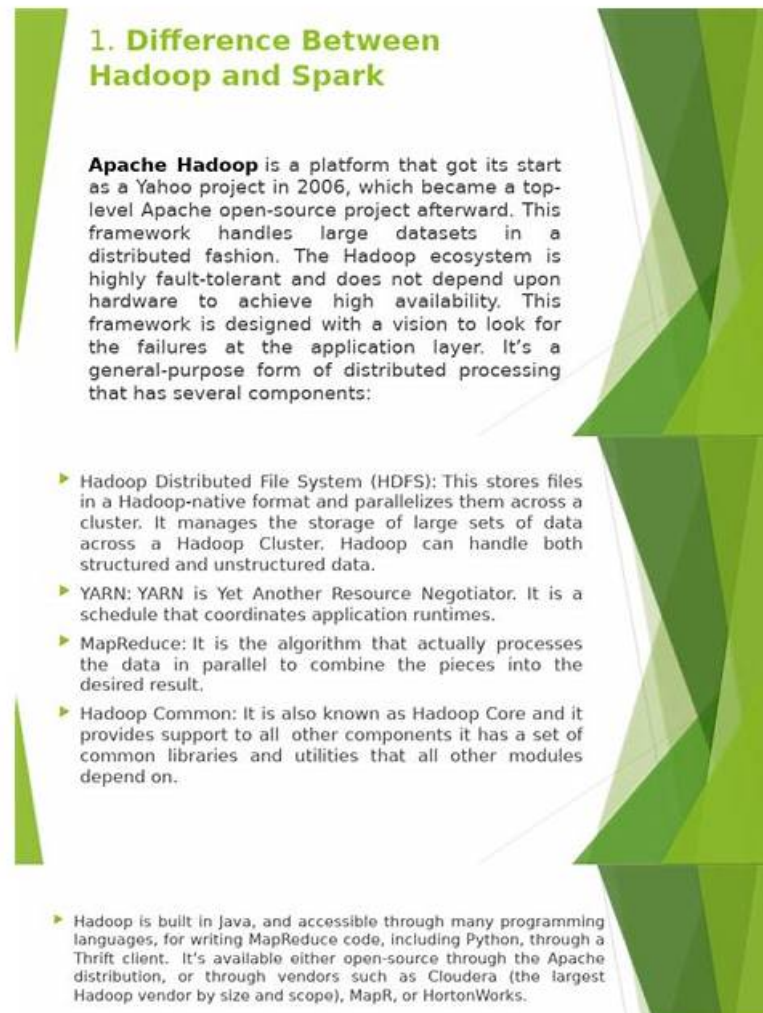 1. Difference Between
Hadoop and Spark
Apache Hadoop is a platform that got its start
as a Yahoo project in 2006, which became a top-
level Apache open-source project afterward. This
framework handles large datasets in a
distributed fashion. The Hadoop ecosystem is
highly fault-tolerant and does not depend upon
hardware to achieve high availability. This
framework is designed with a vision to look for
the failures at the application layer. It’s a
general-purpose form of distributed processing
that has several components:
Hadoop Distributed File System (HDFS): This stores files
in a Hadoop-native format and parallelizes them across a
cluster. It manages the storage of large sets of data
across a Hadoop Cluster. Hadoop can handle both
structured and unstructured data.
YARN: YARN is Yet Another Resource Negotiator. It is a
schedule that coordinates application runtimes.
MapReduce: It is the algorithm that actually processes
the data in parallel to combine the pieces into the
desired result.
Hadoop Common: It is also known as Hadoop Core and it
provides support to all other components it has a set of
common libraries and utilities that all other modules
depend on.
Hadoop is built in Java, and accessible through many programming
languages, for writing MapReduce code, including Python, through a
Thrift client. It’s available either open-source through the Apache
distribution, or through vendors such as Cloudera (the largest
Hadoop vendor by size and scope), MapR, or HortonWorks.